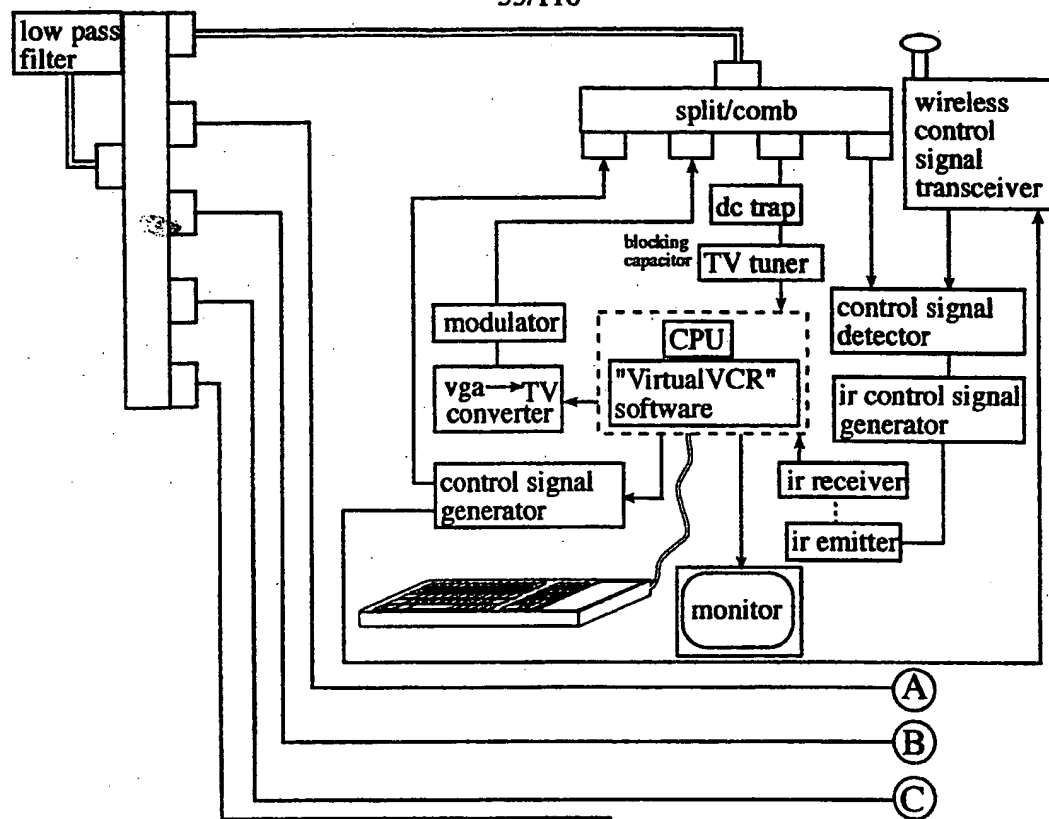 low pass
filter
split/comb
wireless
control
signal
transceiver
dc trap
blocking
capacitor
TV tuner
control signal
detector
modulator
CPU
"VirtualVCR"
software
vga→TV
converter
ir control signal
generator
control signal
generator
ir receiver
ir emitter
monitor
A
B
C